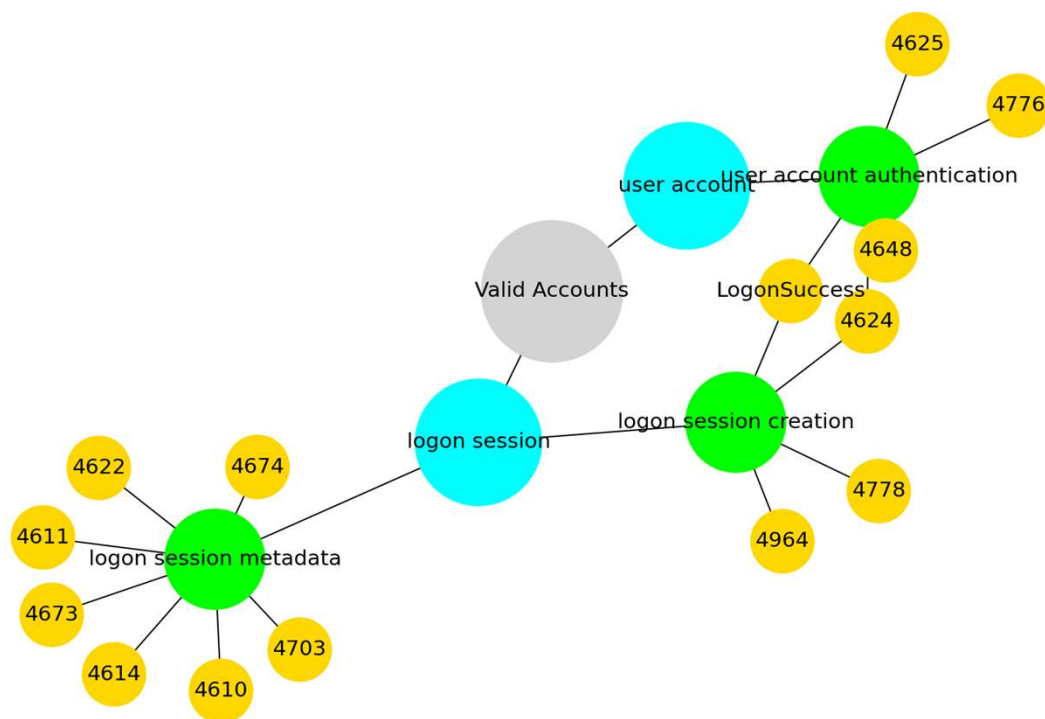 4625
4776
user account authentication
user account
4648
Valid Accounts
LogonSuccess
4624
logon session creation
logon session
4622
4674
4778
4611
4964
logon session metadata
4673
4703
4614
4610